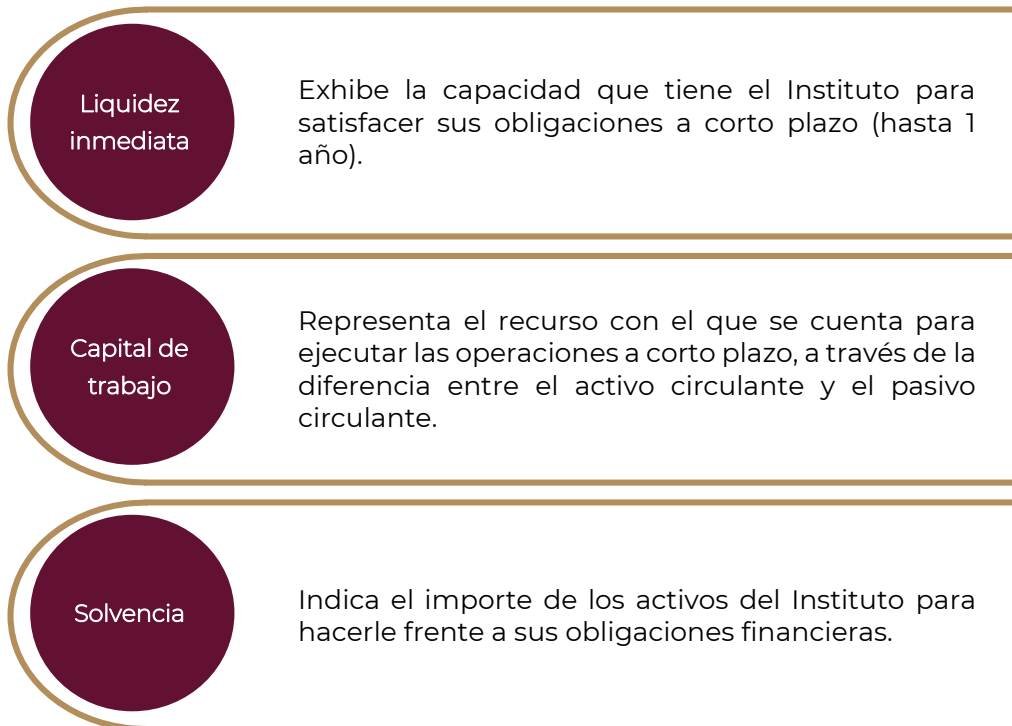 Liquidez
inmediata
Exhibe la capacidad que tiene el Instituto para
satisfacer sus obligaciones a corto plazo (hasta 1
año).
Capital de
trabajo
Representa el recurso con el que se cuenta para
ejecutar las operaciones a corto plazo, a través de la
diferencia entre el activo circulante y el pasivo
circulante.
Solvencia
Indica el importe de los activos del Instituto para
hacerle frente a sus obligaciones financieras.